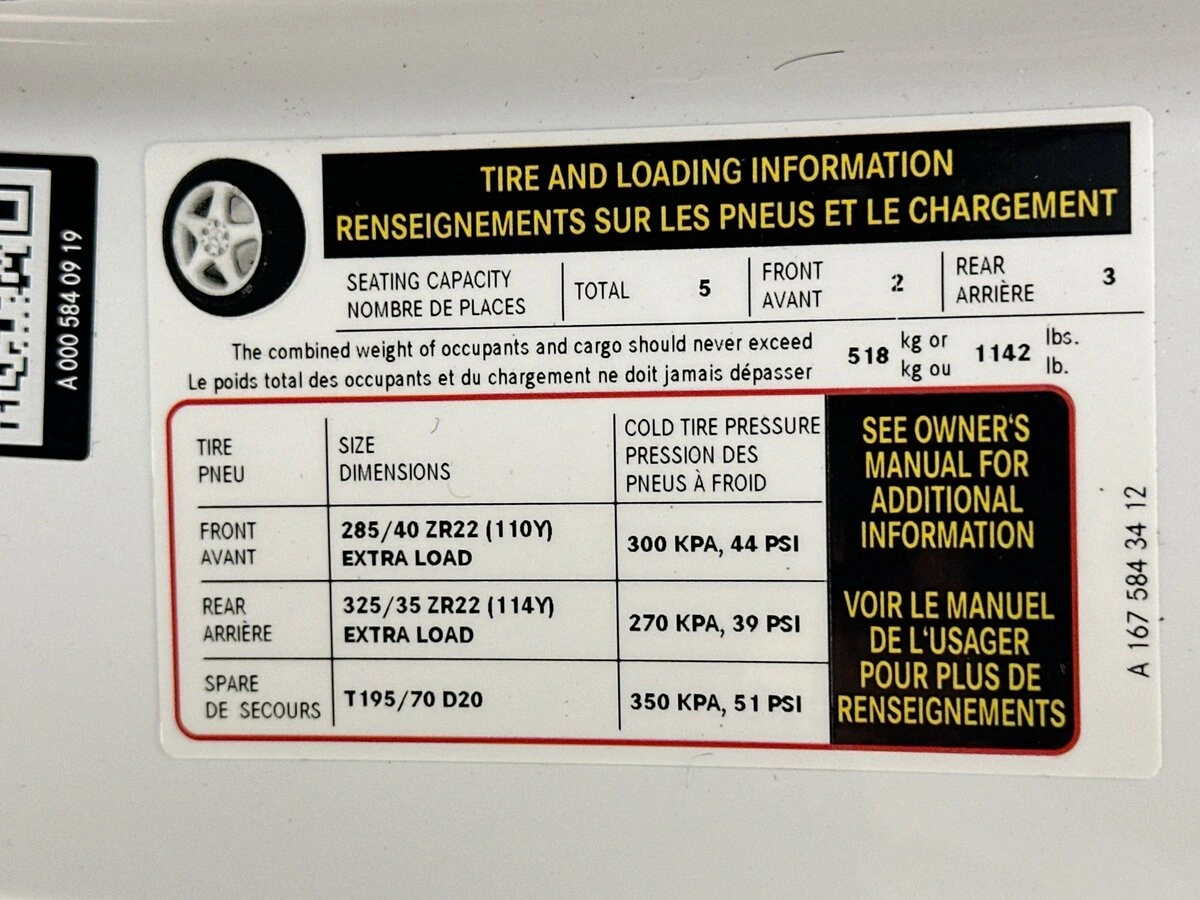 A 000 584 09 19
TIRE AND LOADING INFORMATION
RENSEIGNEMENTS SUR LES PNEUS ET LE CHARGEMENT
SEATING CAPACITY
NOMBRE DE PLACES
TOTAL 5
FRONT
AVANT
2
REAR
ARRIÈRE
3
The combined weight of occupants and cargo should never exceed
Le poids total des occupants et du chargement ne doit jamais dépasser
518
kg or
kg ou
1142
lbs.
lb.
TIRE
PNEU
SIZE
DIMENSIONS
COLD TIRE PRESSURE
PRESSION DES
PNEUS À FROID
FRONT
AVANT
285/40 ZR22 (110Y)
EXTRA LOAD
300 KPA, 44 PSI
REAR
ARRIÈRE
325/35 ZR22 (114Y)
EXTRA LOAD
270 KPA, 39 PSI
SPARE
DE SECOURS
T195/70 D20
350 KPA, 51 PSI
SEE OWNER'S
MANUAL FOR
ADDITIONAL
INFORMATION
VOIR LE MANUEL
DE L'USAGER
POUR PLUS DE
RENSEIGNEMENTS
A 167 584 34 12